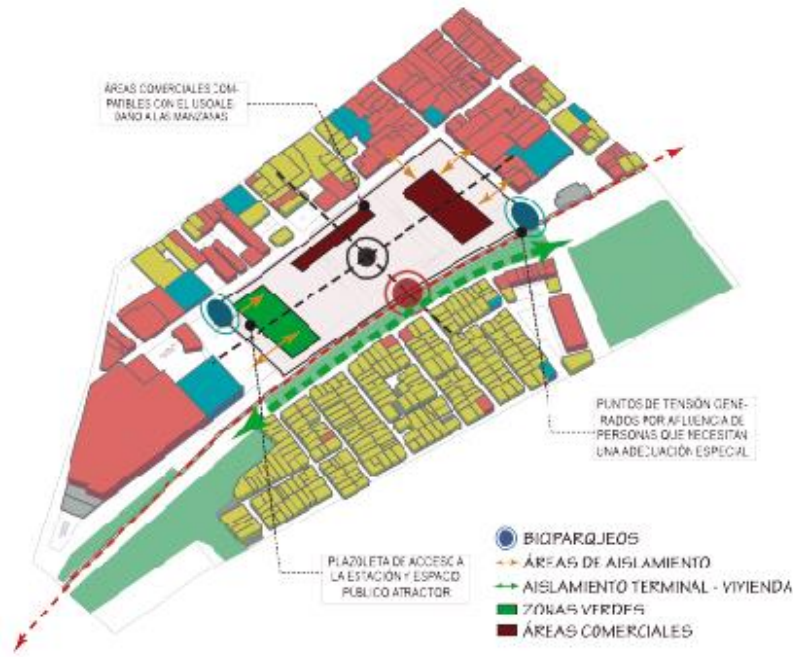 ÁREAS COMERCIALES COM-
PATIBLES CON EL USO ALE-
DAÑO A LAS MANZANAS
PUNTOS DE TENSIÓN GENE-
RADOS POR AFLUENCIA DE
PERSONAS QUE NECESITAN
UNA ADECUACIÓN ESPECIAL
PLAZOLETA DE ACCESO A
LA ESTACIÓN Y ESPACIO
PUBLICO ATRACTOR
BIOPARQUEOS
ÁREAS DE AISLAMIENTO
AISLAMIENTO TERMINAL - VIVIENDA
ZONAS VERDES
ÁREAS COMERCIALES